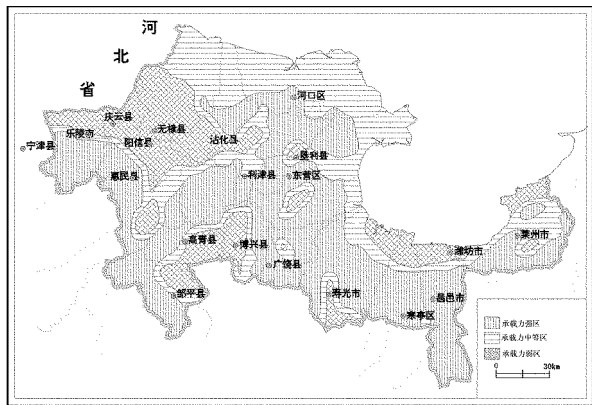 河
北
省
河口区
庆云县
无棣县
乐陵市
阳信县
沾化县
宁津县
垦利县
惠民县
利津县
东营区
莱州市
高青县
博兴县
潍坊市
广饶县
邹平县
寿光市
昌邑市
寒亭区
承载力强区
承载力中等区
承载力弱区
0 30km